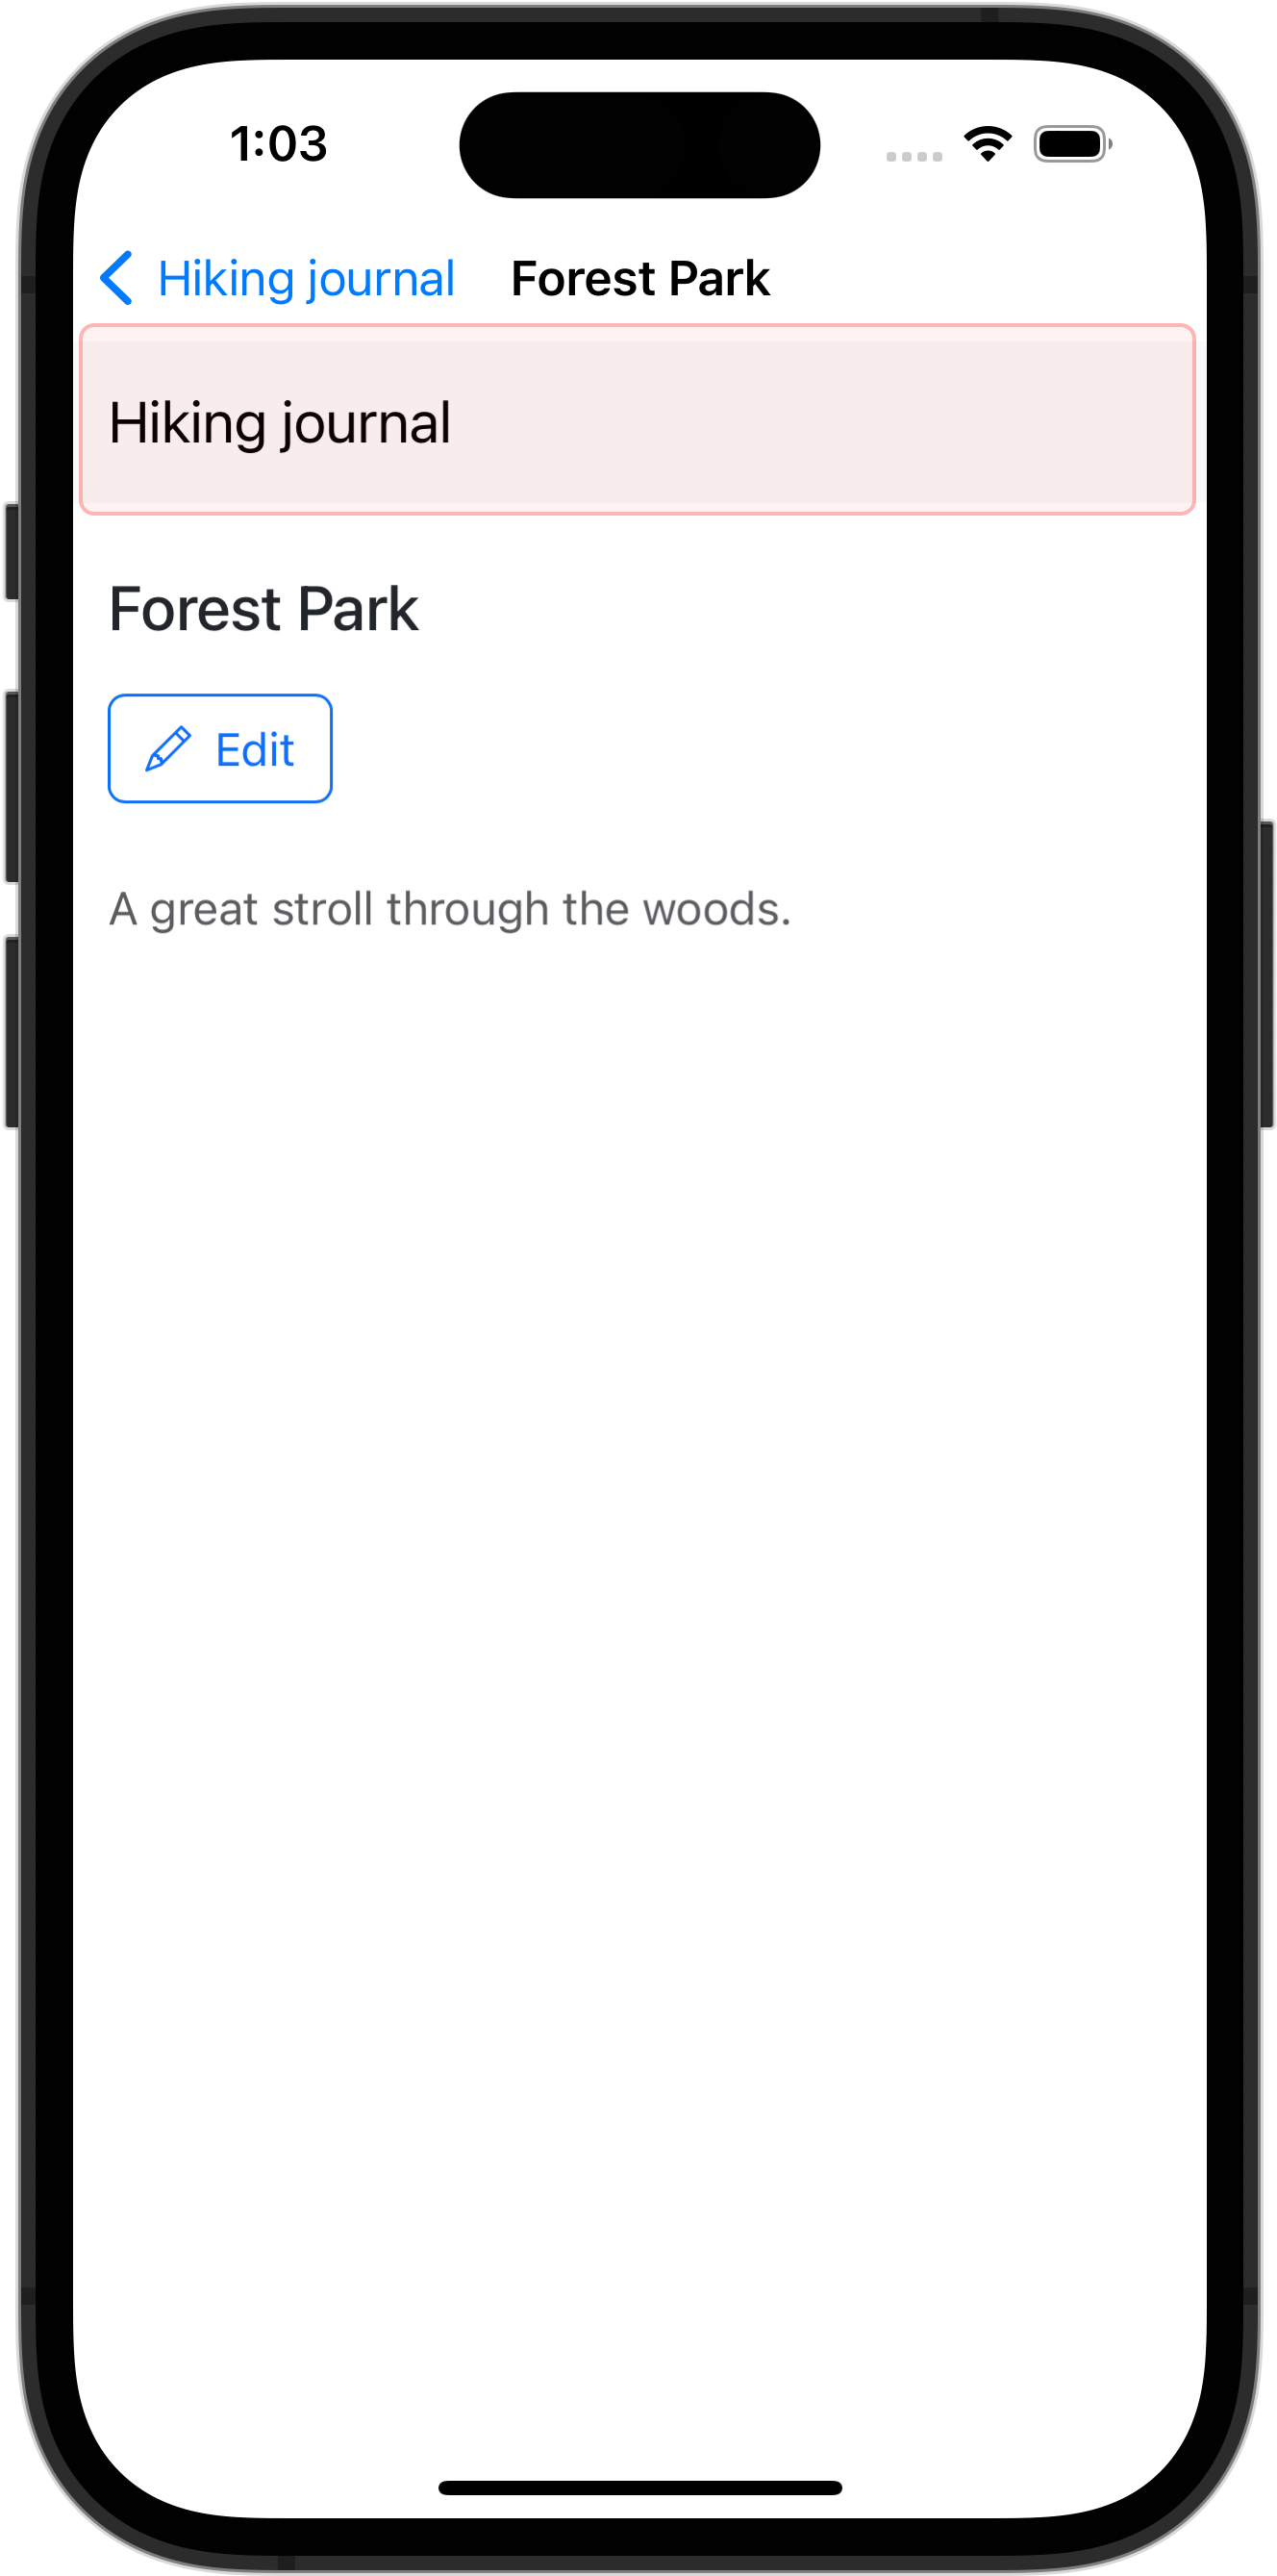 1:03
Hiking journal Forest Park
Hiking journal
Forest Park
Edit
A great stroll through the woods.